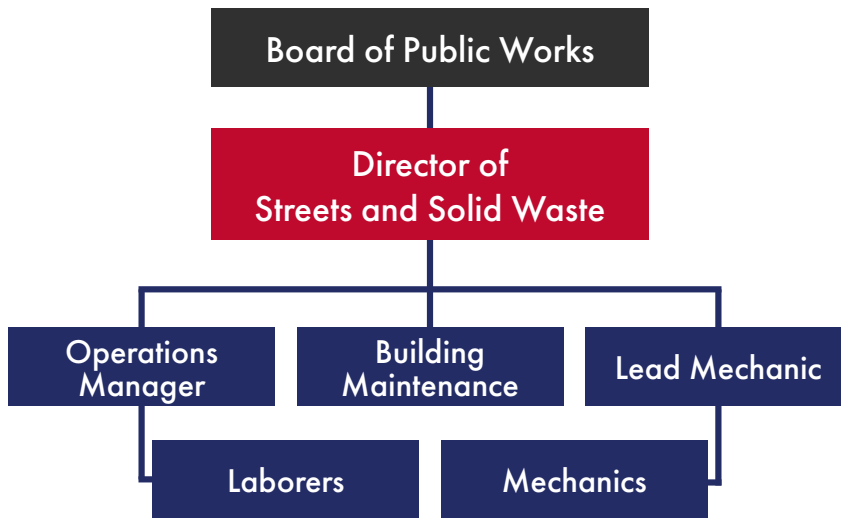 Board of Public Works
Director of
Streets and Solid Waste
Operations
Manager
Building
Maintenance
Lead Mechanic
Laborers
Mechanics